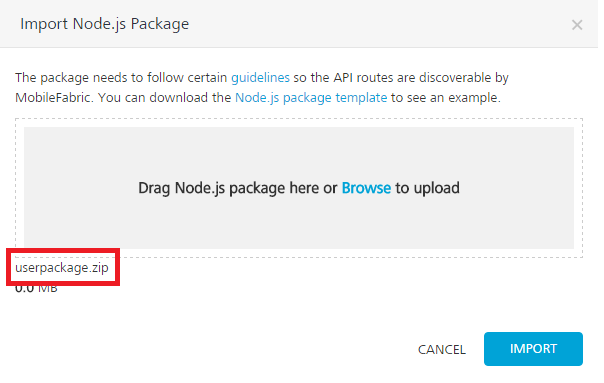 Import Node.js Package ×
The package needs to follow certain guidelines so the API routes are discoverable by
MobileFabric. You can download the Node.js package template to see an example.
Drag Node.js package here or Browse to upload
userpackage.zip
0.0 MB
CANCEL IMPORT